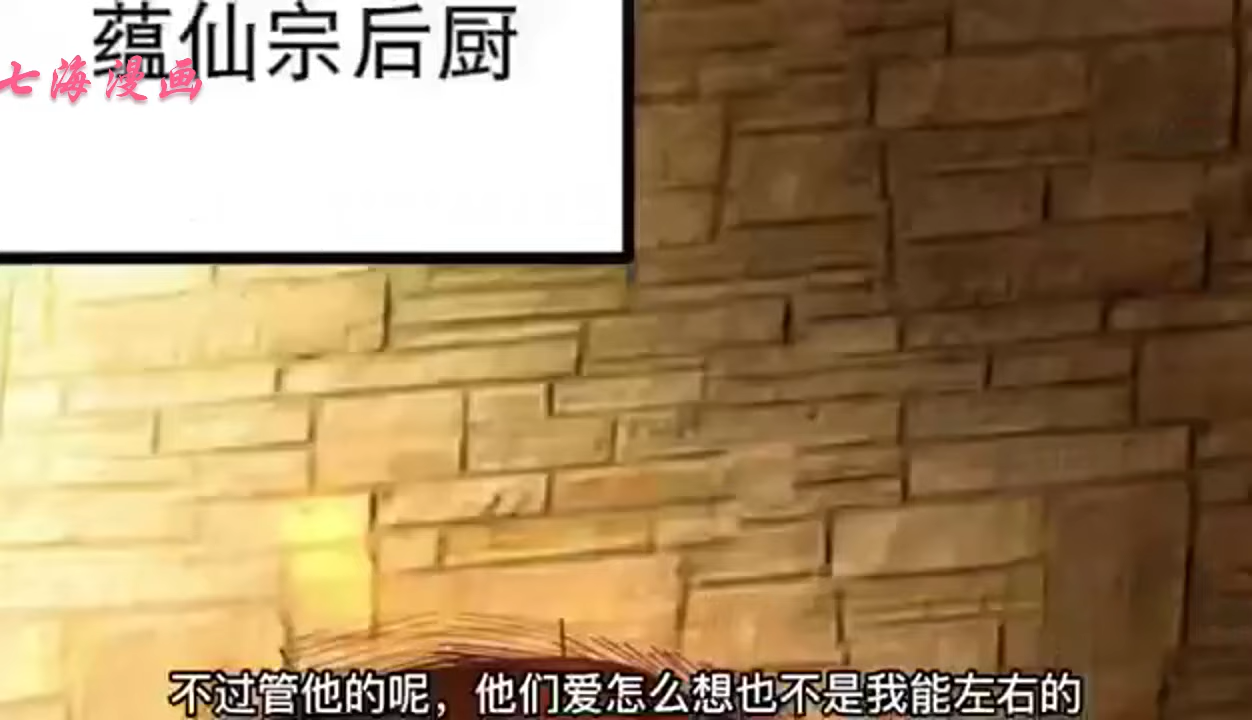 蕴仙宗后厨
七海漫画
不过管他的呢，他们爱怎么想也不是我能左右的